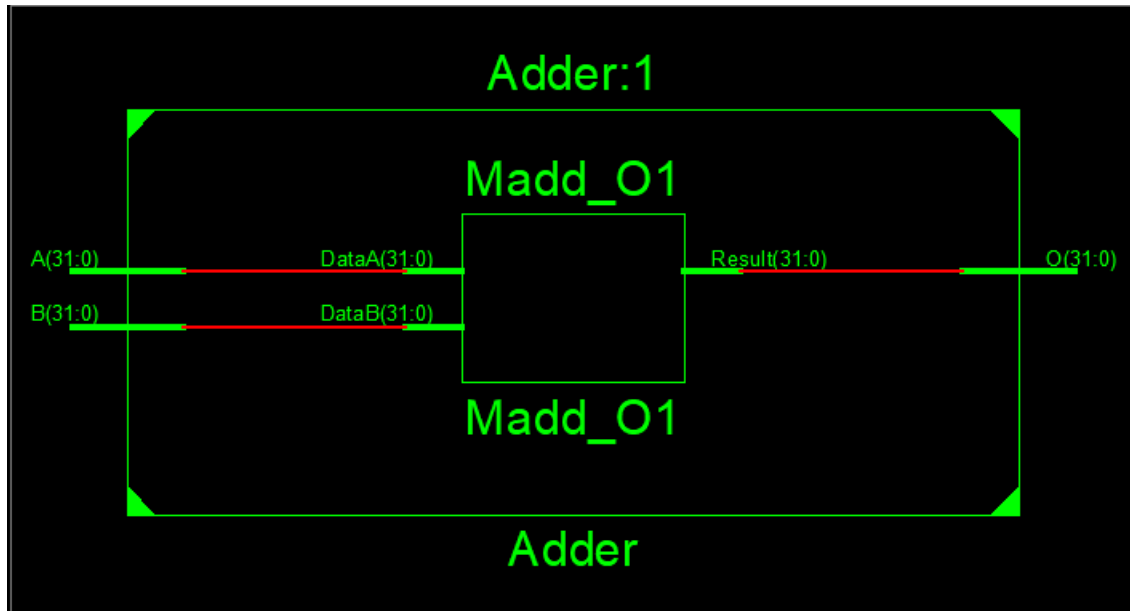 Adder:1
Madd_O1
A(31:0) DataA(31:0) Result(31:0) O(31:0)
B(31:0) DataB(31:0)
Madd_O1
Adder